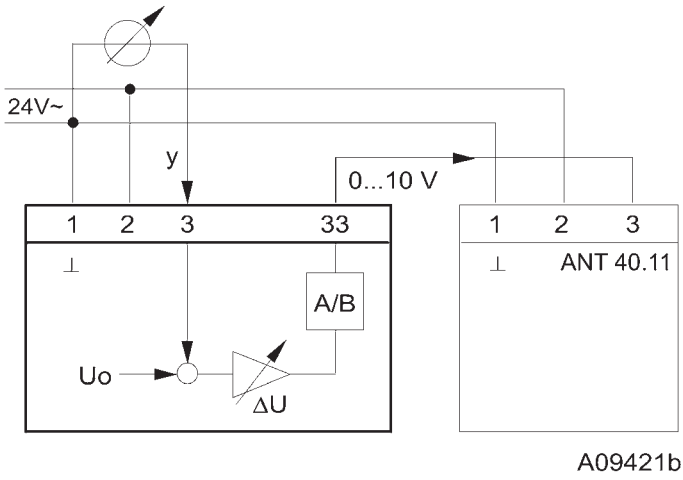 24V~
y
0...10 V
1 2 3 33
1 2 3
⊥
⊥ ANT 40.11
A/B
Uo
ΔU
A09421b